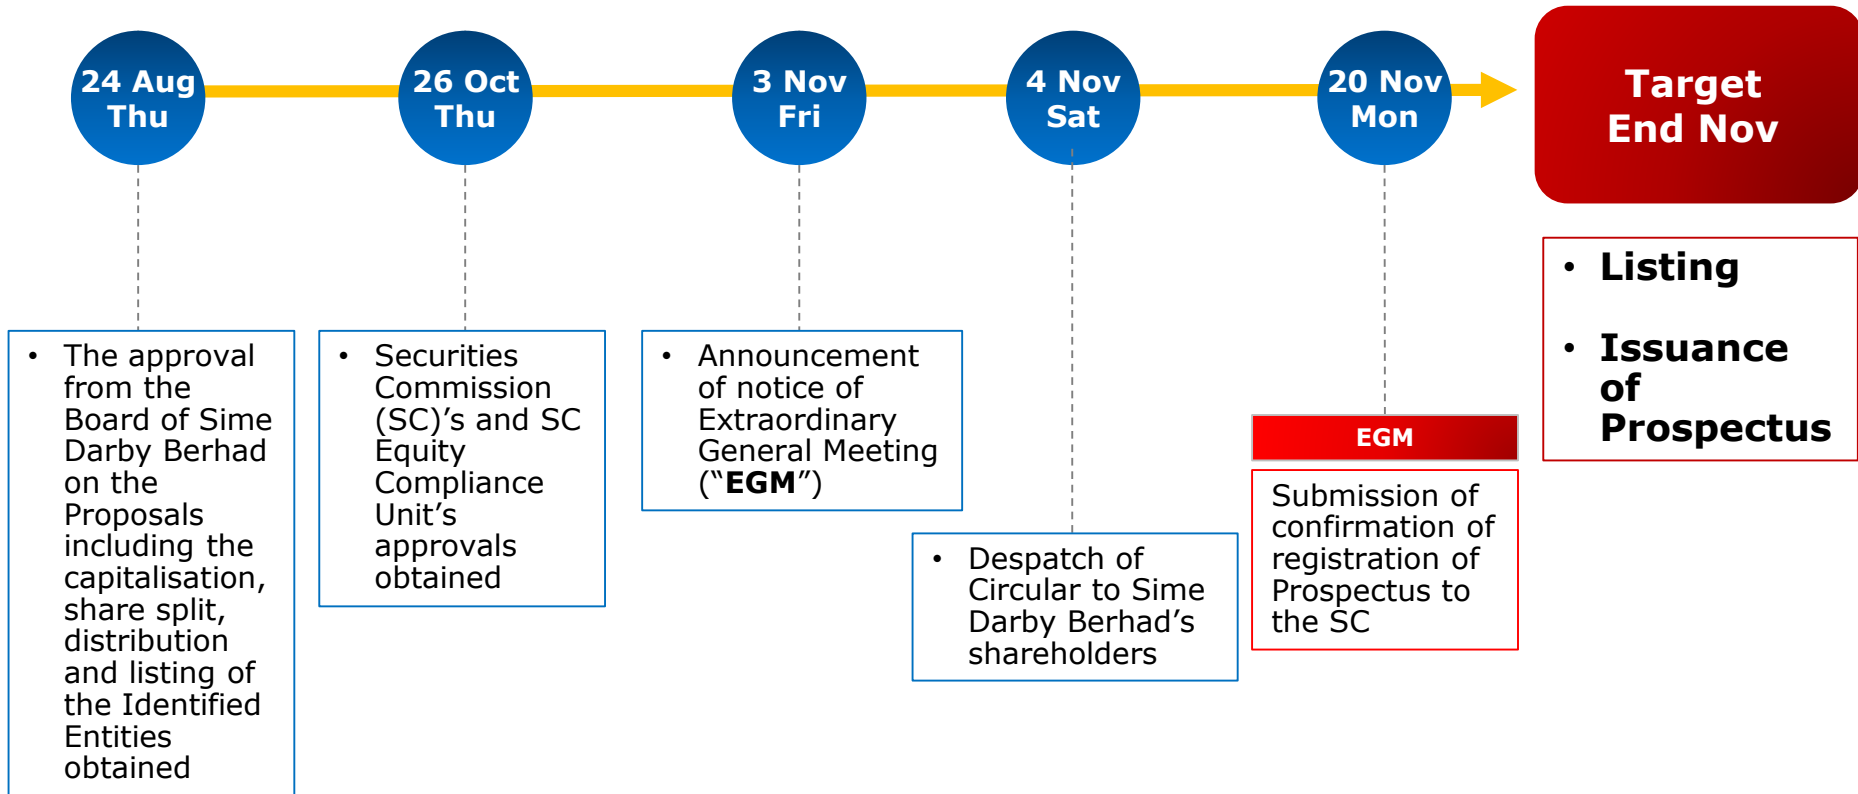 24 Aug
Thu
26 Oct
Thu
3 Nov
Fri
4 Nov
Sat
20 Nov
Mon
Target
End Nov
• The approval
from the
Board of Sime
Darby Berhad
on the
Proposals
including the
capitalisation,
share split,
distribution
and listing of
the Identified
Entities
obtained
• Securities
Commission
(SC)’s and SC
Equity
Compliance
Unit’s
approvals
obtained
• Announcement
of notice of
Extraordinary
General Meeting
(“EGM”)
• Despatch of
Circular to Sime
Darby Berhad’s
shareholders
EGM
Submission of
confirmation of
registration of
Prospectus to
the SC
• Listing
• Issuance
of
Prospectus